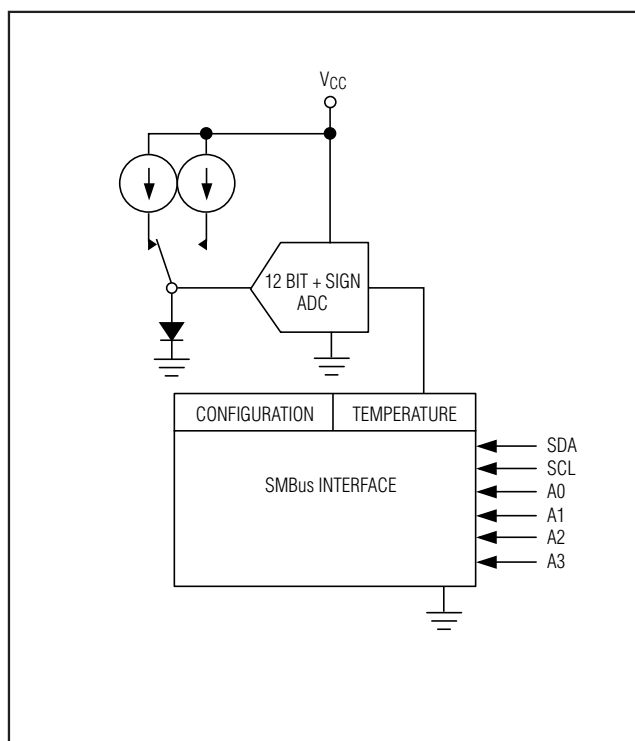 VCC
12 BIT + SIGN
ADC
CONFIGURATION
TEMPERATURE
SMBus INTERFACE
SDA
SCL
A0
A1
A2
A3